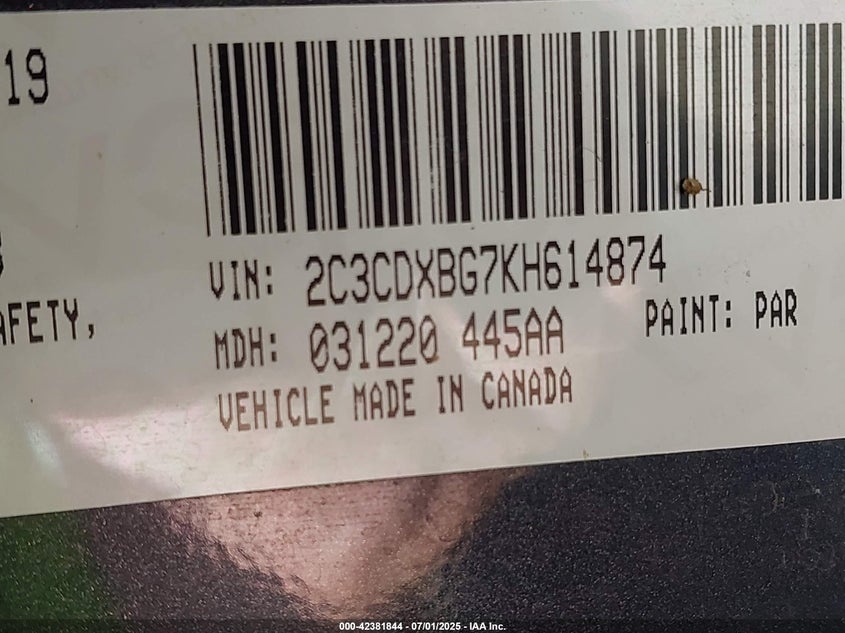 19
VIN: 2C3CDXBG7KH614874
AFETY,
MDH: 031220 445AA
PAINT: PAR
VEHICLE MADE IN CANADA
000-42381844 - 07/01/2025 - IAA Inc.